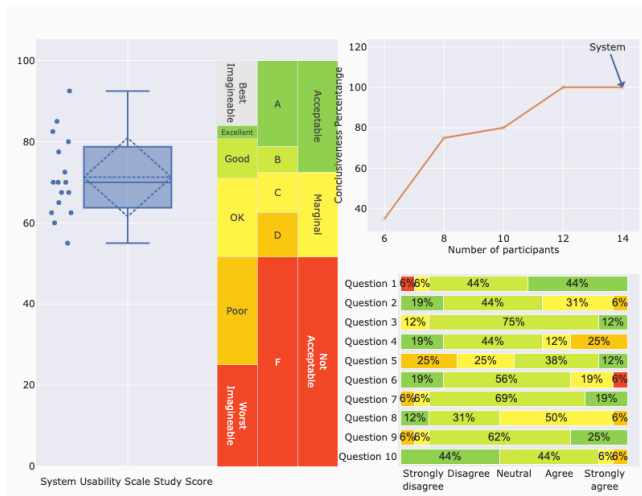 100
80
60
40
20
0
System Usability Scale Study Score
Best
Imagineable
Excellent
Good
OK
Poor
Worst
Imagineable
A
B
C
D
F
Acceptable
Marginal
Not
Acceptable
120
100
80
60
40
Conclusiveness Percentange
System
6
8
10
12
14
Number of participants
Question 1 6% 6% 44% 44%
Question 2 19% 44% 31% 6%
Question 3 12% 75% 12%
Question 4 19% 44% 12% 25%
Question 5 25% 25% 38% 12%
Question 6 19% 56% 19% 6%
Question 7 6% 6% 69% 19%
Question 8 12% 31% 50% 6%
Question 9 6% 6% 62% 25%
Question 10 44% 44% 6% 6%
Strongly Disagree Neutral Agree Strongly
disagree agree